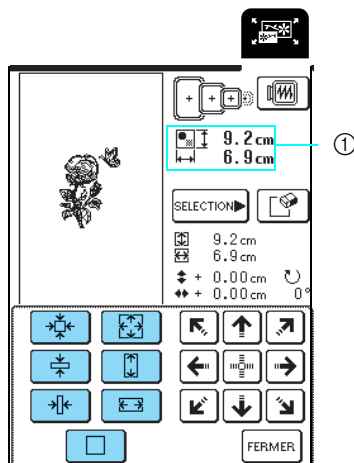 9.2cm
①
6.9cm
SELECTION
9.2cm
6.9cm
+ 0.00cm
+ 0.00cm 0°
FERMER